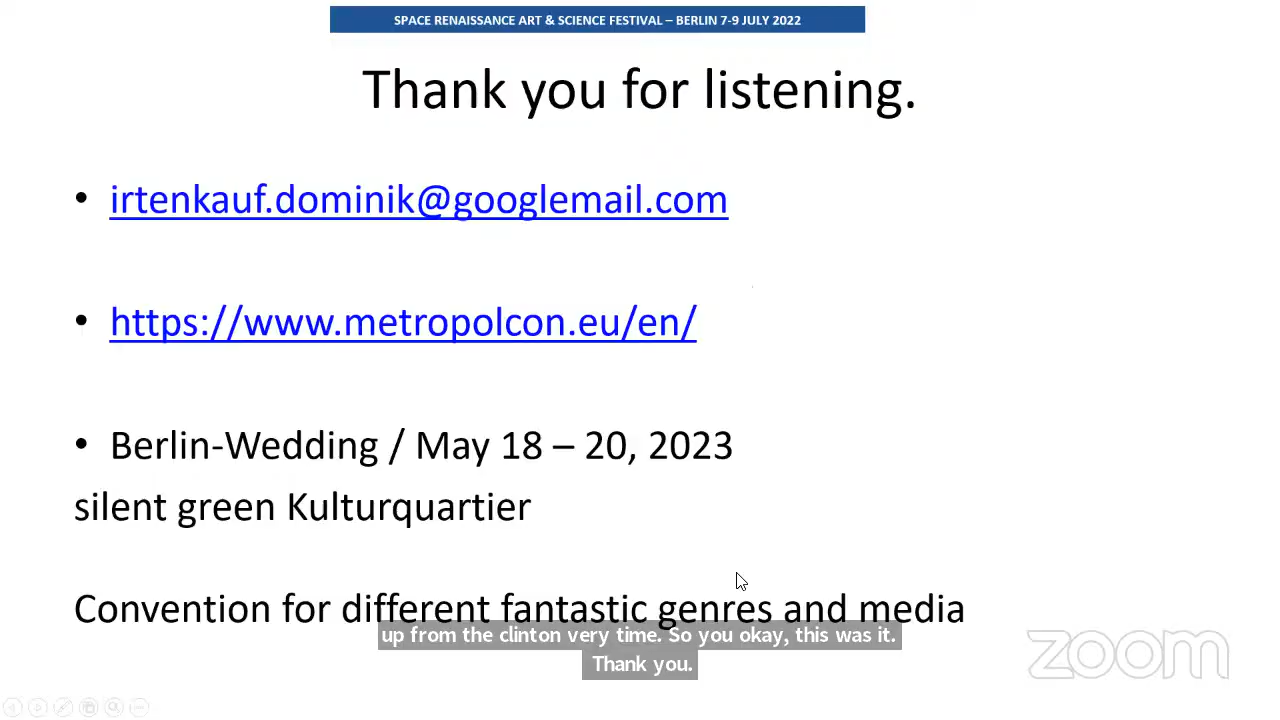 SPACE RENAISSANCE ART & SCIENCE FESTIVAL – BERLIN 7-9 JULY 2022
Thank you for listening.
• irtenkauf.dominik@googlemail.com
• https://www.metropolcon.eu/en/
• Berlin-Wedding / May 18 – 20, 2023
silent green Kulturquartier
Convention for different fantastic genres and media
up from the clinton very time. So you okay, this was it.
Thank you.
zoom